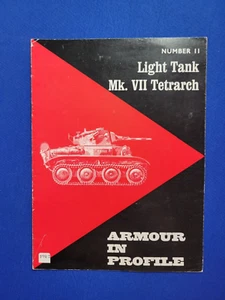 NUMBER 11
Light Tank
Mk. VII Tetrarch
ARMOUR
IN
PROFILE